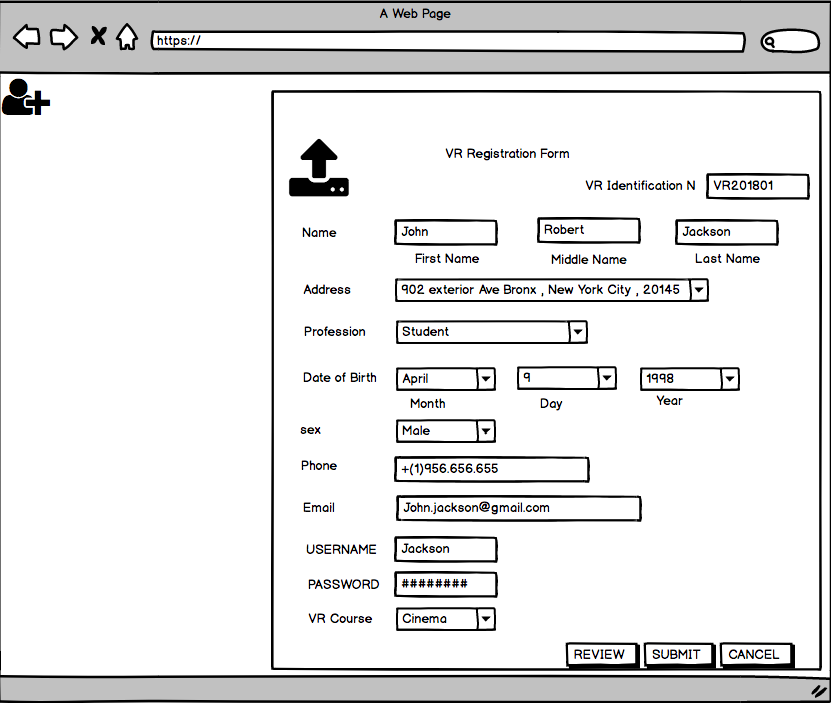 A Web Page
https://
VR Registration Form
VR Identification N VR201801
Name John Robert Jackson
First Name Middle Name Last Name
Address 902 exterior Ave Bronx , New York City , 20145
Profession Student
Date of Birth April 9 1998
Month Day Year
sex Male
Phone +(1)956.656.655
Email John.jackson@gmail.com
USERNAME Jackson
PASSWORD ########
VR Course Cinema
REVIEW SUBMIT CANCEL